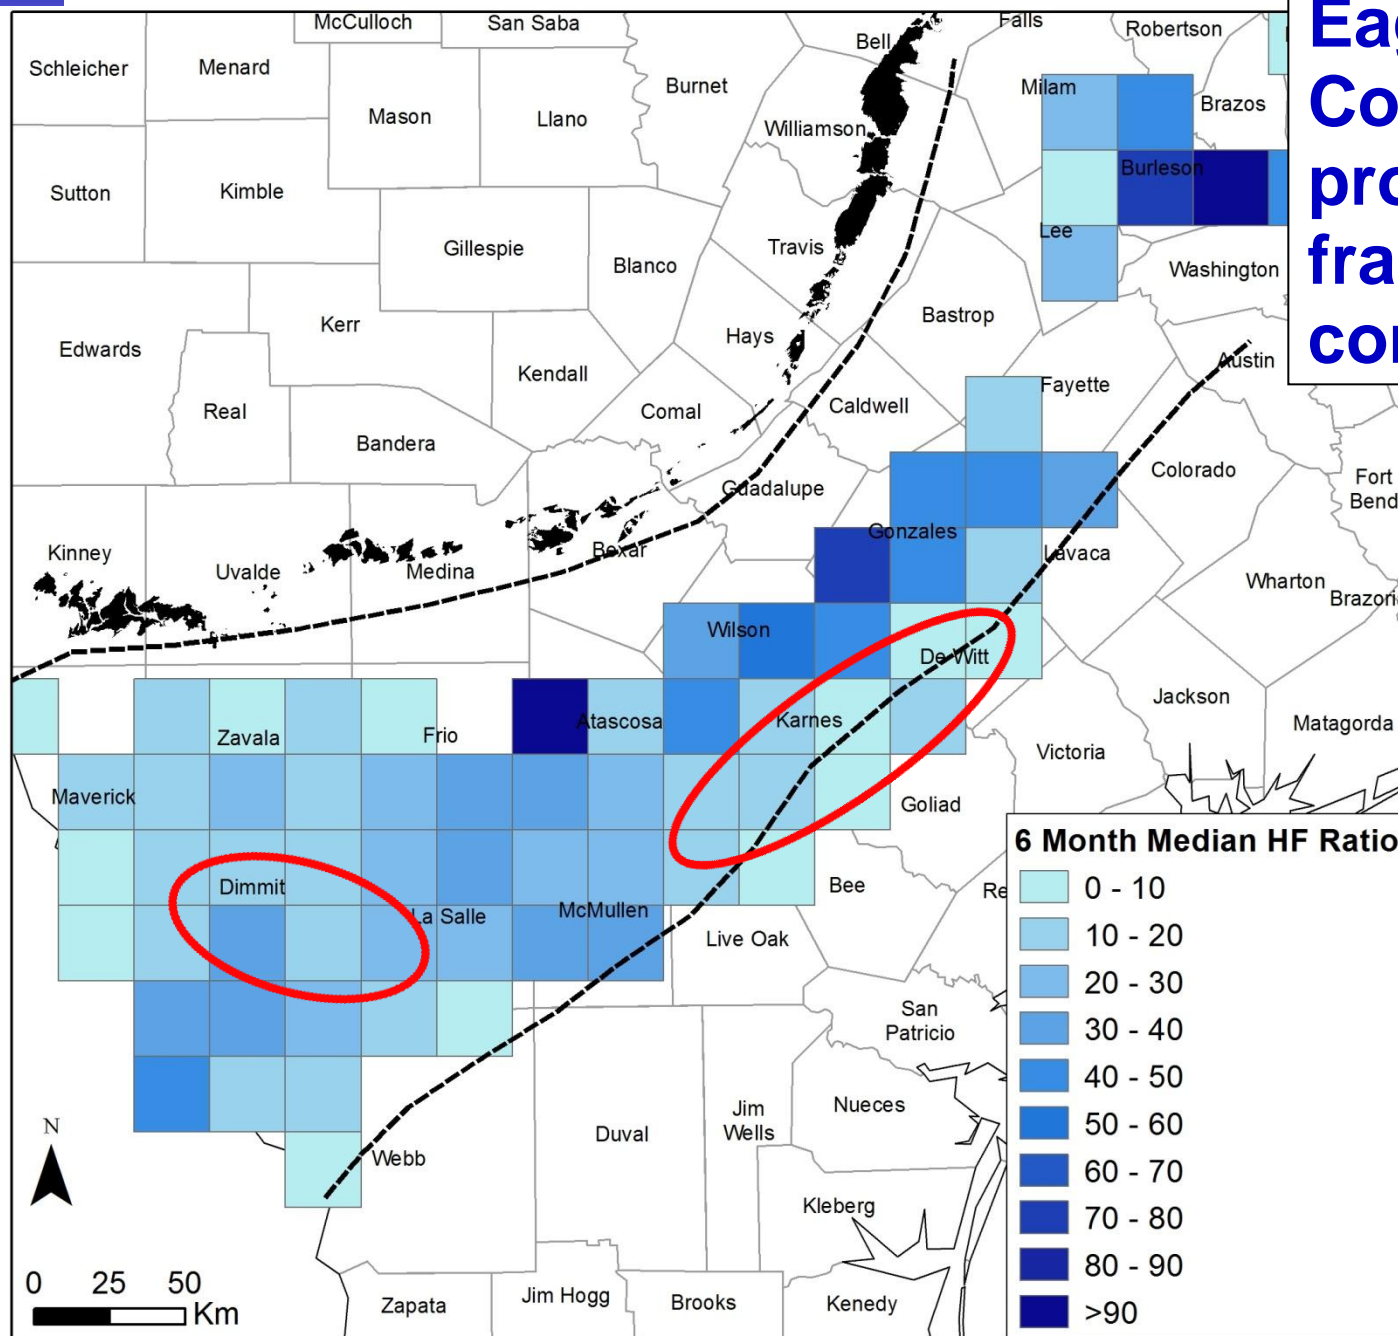 McCulloch
San Saba
Falls
Schleicher
Menard
Mason
Llano
Burnet
Bell
Robertson
Milam
Brazos
Williamson
Burleson
Sutton
Kimble
Gillespie
Blanco
Travis
Lee
Washington
Edwards
Kerr
Kendall
Hays
Bastrop
Austin
Real
Bandera
Comal
Caldwell
Fayette
Guadalupe
Colorado
Fort
Bend
Kinney
Uvalde
Medina
Bexar
Gonzales
Lavaca
Wharton
Wilson
De Witt
Zavala
Frio
Atascosa
Karnes
Jackson
Matagorda
Victoria
Maverick
Goliad
Dimmit
La Salle
McMullen
Live Oak
Bee
San
Patricio
Duval
Jim
Wells
Nueces
Webb
Kleberg
Zapata
Jim Hogg
Brooks
Kenedy
N
0 25 50
Km
6 Month Median HF Ratio
0 - 10
10 - 20
20 - 30
30 - 40
40 - 50
50 - 60
60 - 70
70 - 80
80 - 90
>90